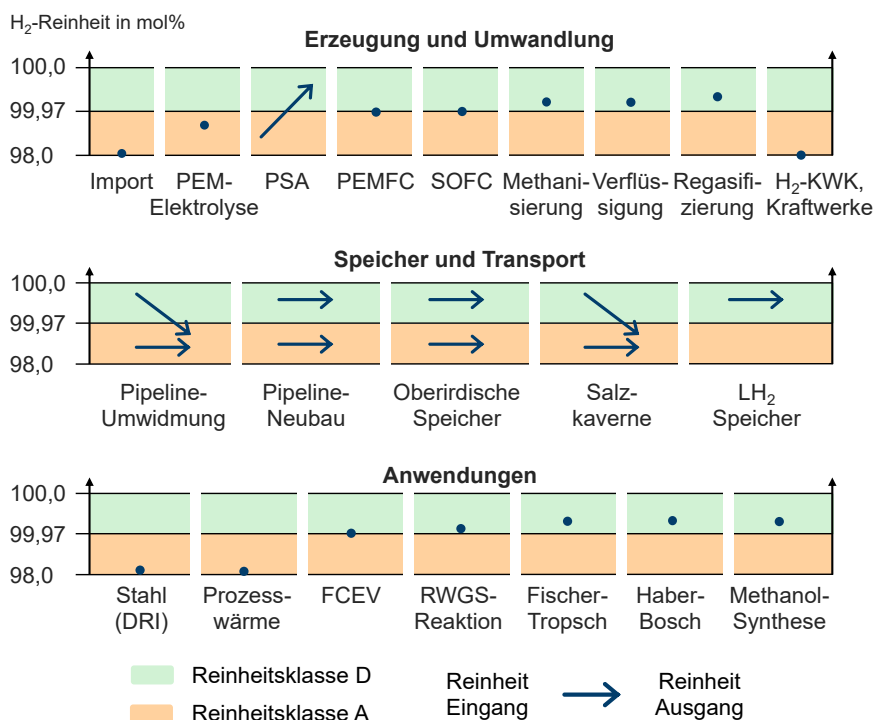 H₂-Reinheit in mol%
Erzeugung und Umwandlung
100,0
99,97
98,0
Import PEM- PSA PEMFC SOFC Methani- Verflüs- Regasifi- H₂-KWK,
Elektrolyse sierung sigung zierung Kraftwerke
Speicher und Transport
100,0
99,97
98,0
Pipeline- Pipeline- Oberirdische Salz- LH₂
Umwidmung Neubau Speicher kaverne Speicher
Anwendungen
100,0
99,97
98,0
Stahl Prozess- FCEV RWGS- Fischer- Haber- Methanol-
(DRI) wärme Reaktion Tropsch Bosch Synthese
Reinheitsklasse D Reinheit Reinheit
Reinheitsklasse A Eingang Ausgang